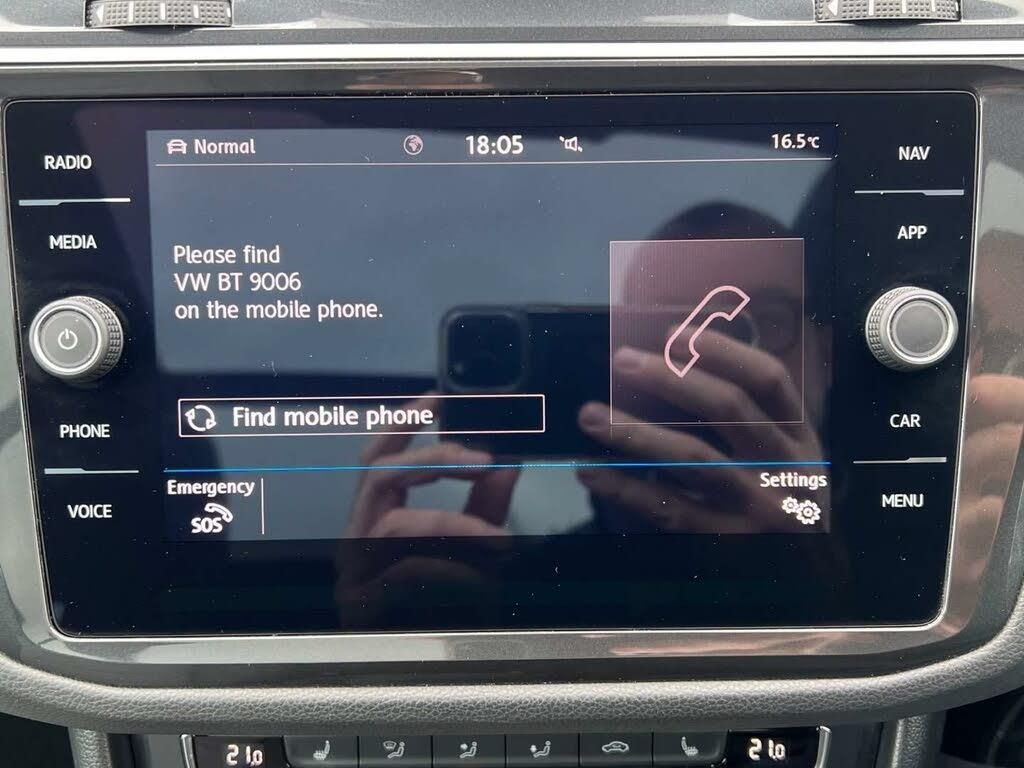 Normal 18:05 16.5°C
RADIO
MEDIA
PHONE
VOICE
Please find
VW BT 9006
on the mobile phone.
Find mobile phone
Emergency
SOS
Settings
NAV
APP
CAR
MENU
21.0 21.0